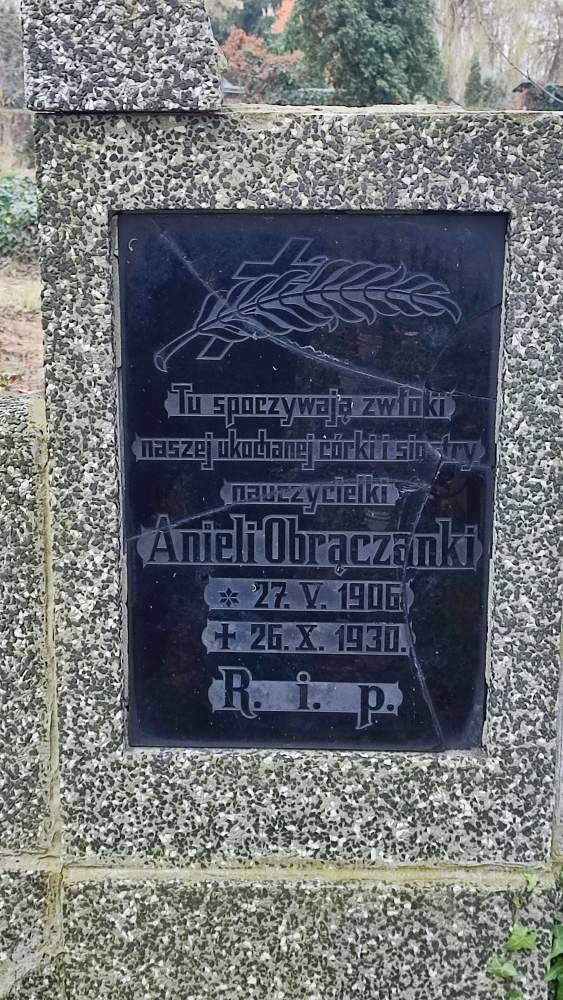 Tu spoczywają zwłoki
naszej ukochanej córki i siostry
nauczycielki
Anieli Obrączanki
* 27. V. 1906.
✝ 26. X. 1930.
R. i. p.